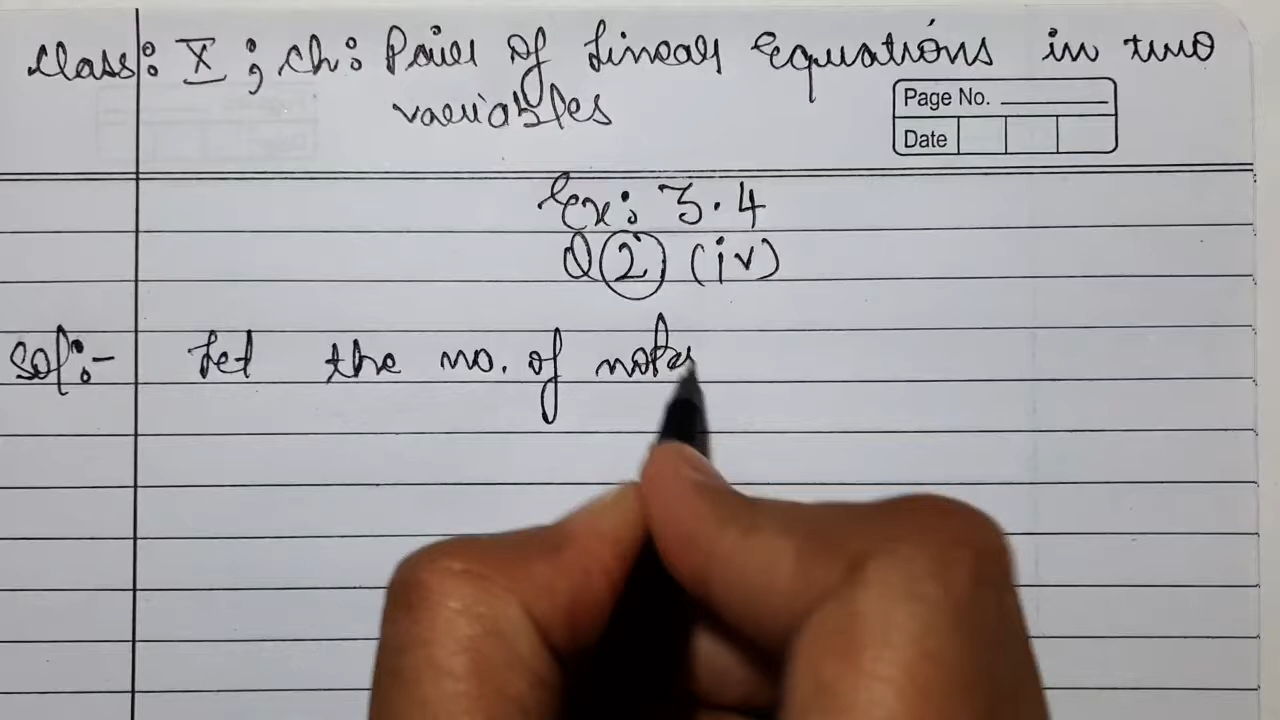 Class: X ; Ch: Pair of Linear Equations in two
variables
Page No.
Date
Ex: 3.4
Q 2 (iv)
Sol:- Let the no. of notes